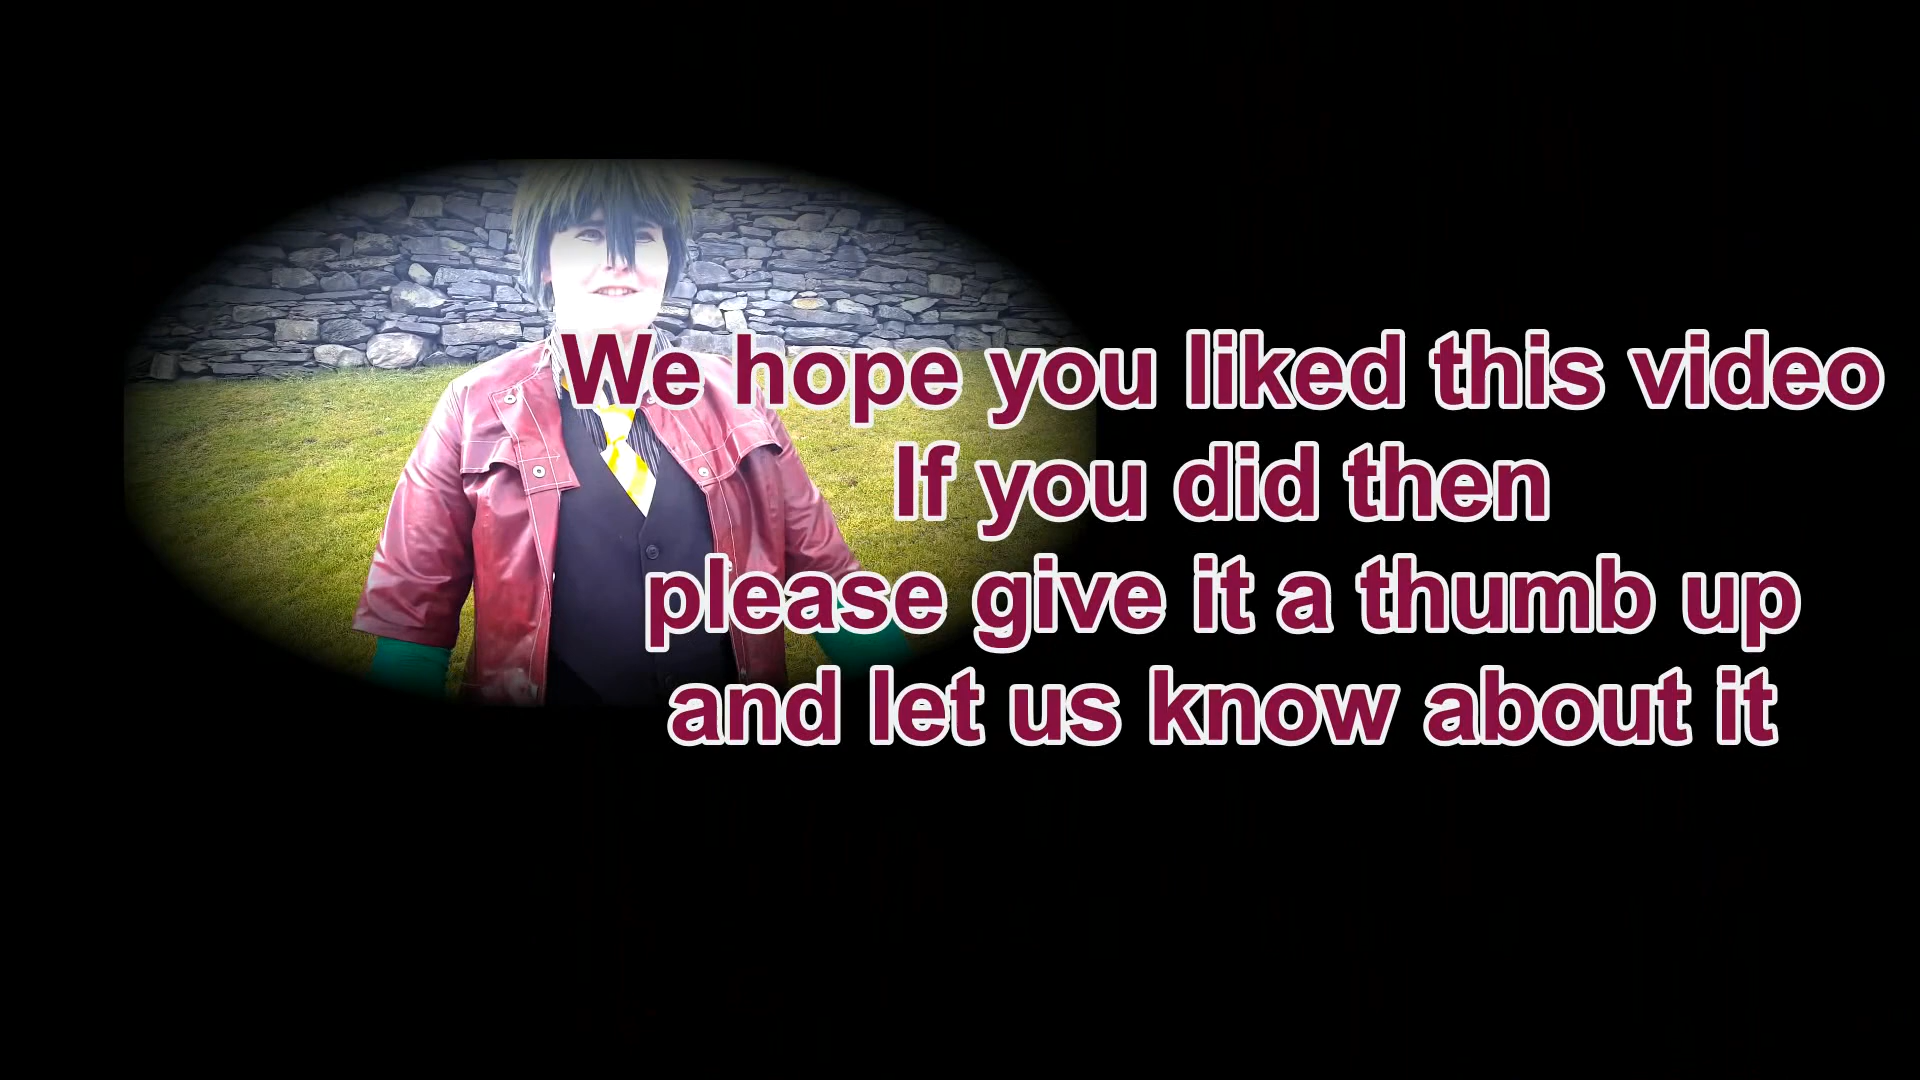 We hope you liked this video
If you did then
please give it a thumb up
and let us know about it